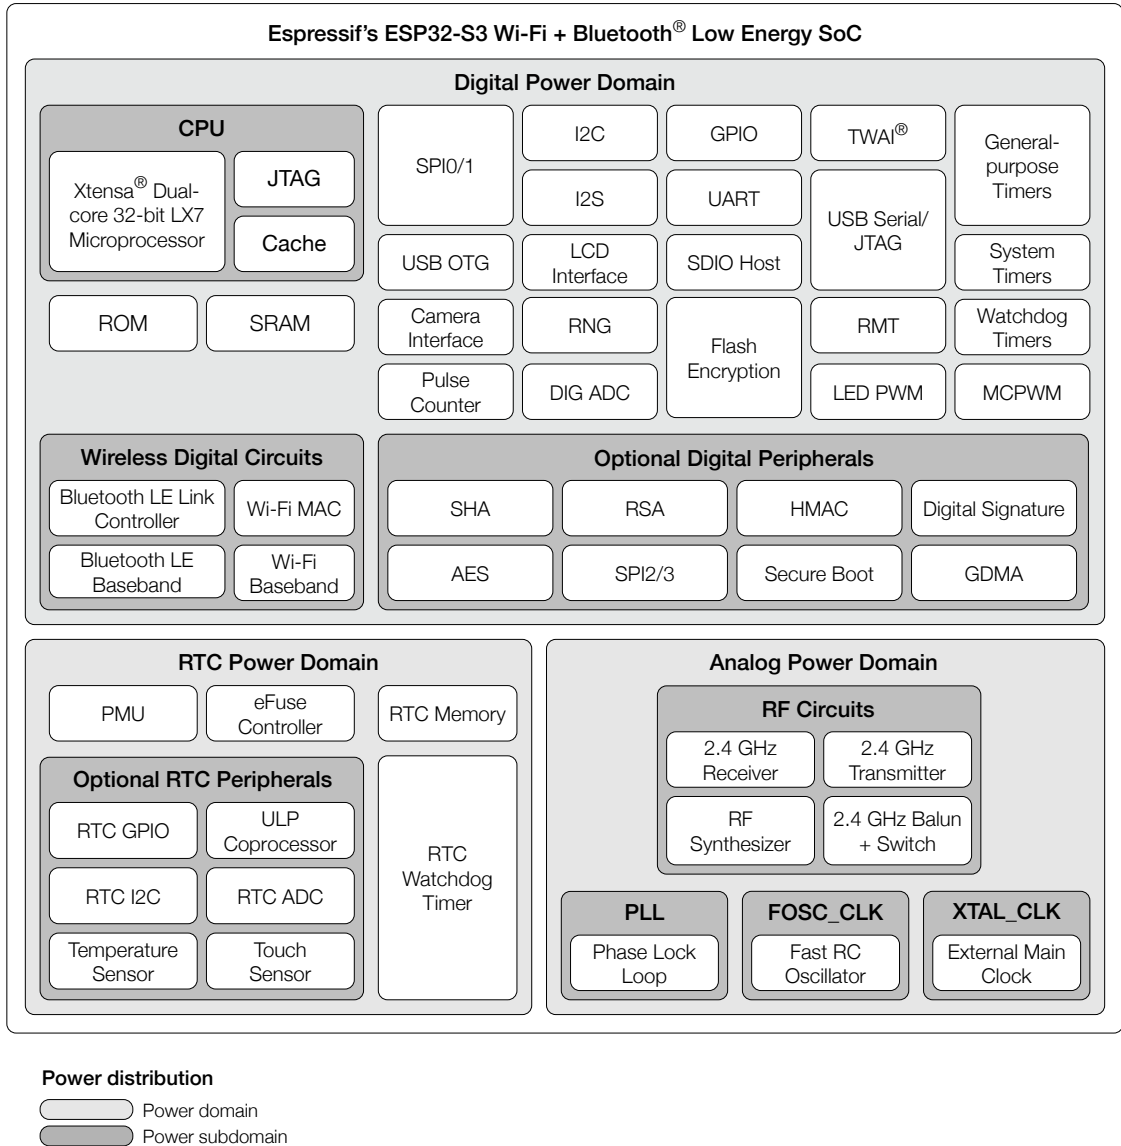 Espressif's ESP32-S3 Wi-Fi + Bluetooth® Low Energy SoC
Digital Power Domain
CPU
Xtensa® Dual-
core 32-bit LX7
Microprocessor
JTAG
Cache
ROM
SRAM
SPI0/1
I2C
GPIO
TWAI®
General-
purpose
Timers
I2S
UART
USB Serial/
JTAG
USB OTG
LCD
Interface
SDIO Host
System
Timers
Camera
Interface
RNG
Flash
Encryption
RMT
Watchdog
Timers
Pulse
Counter
DIG ADC
LED PWM
MCPWM
Wireless Digital Circuits
Bluetooth LE Link
Controller
Wi-Fi MAC
Bluetooth LE
Baseband
Wi-Fi
Baseband
Optional Digital Peripherals
SHA
RSA
HMAC
Digital Signature
AES
SPI2/3
Secure Boot
GDMA
RTC Power Domain
PMU
eFuse
Controller
RTC Memory
Optional RTC Peripherals
RTC GPIO
ULP
Coprocessor
RTC I2C
RTC ADC
Temperature
Sensor
Touch
Sensor
RTC
Watchdog
Timer
Analog Power Domain
RF Circuits
2.4 GHz
Receiver
2.4 GHz
Transmitter
RF
Synthesizer
2.4 GHz Balun
+ Switch
PLL
Phase Lock
Loop
FOSC_CLK
Fast RC
Oscillator
XTAL_CLK
External Main
Clock
Power distribution
Power domain
Power subdomain